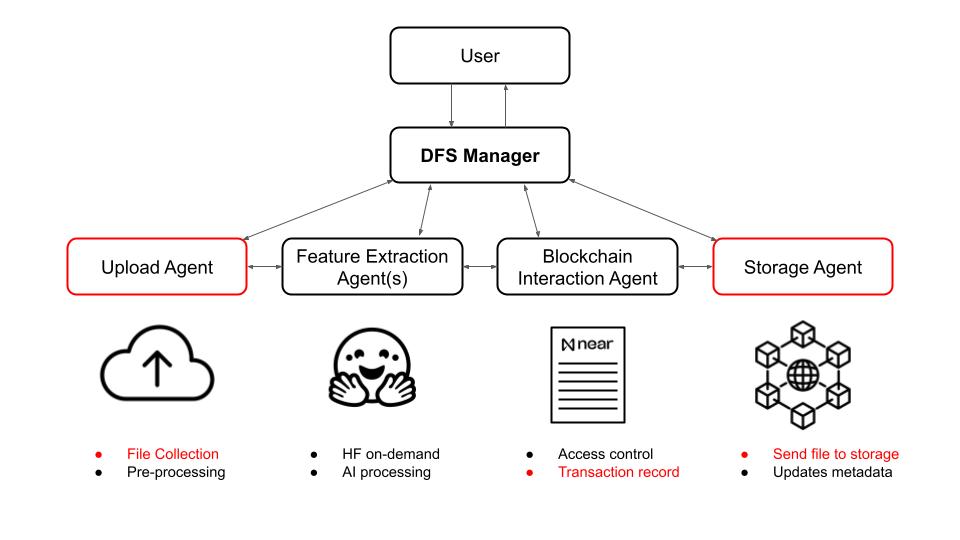 User
DFS Manager
Upload Agent
Feature Extraction
Agent(s)
Blockchain
Interaction Agent
Storage Agent
near
● File Collection
● Pre-processing
● HF on-demand
● AI processing
● Access control
● Transaction record
● Send file to storage
● Updates metadata